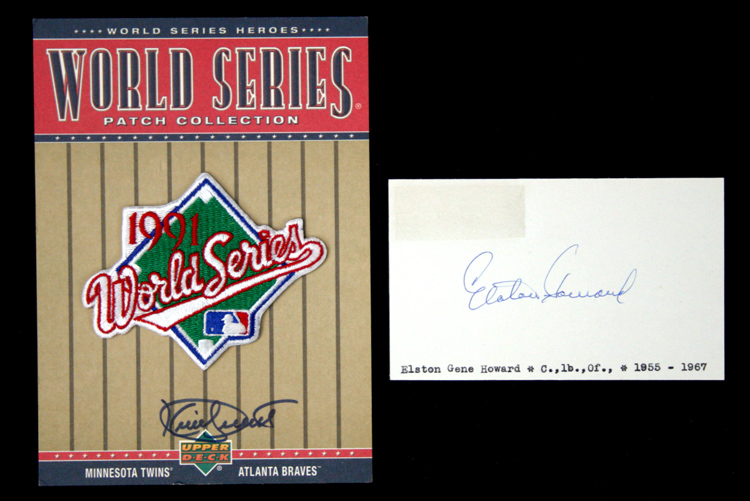 ****WORLD SERIES HEROES****
WORLD SERIES®
PATCH COLLECTION
1991
World Series
UPPER
DECK
MINNESOTA TWINS® ATLANTA BRAVES™
Elston Howard
Elston Gene Howard * C.,1b.,Of., * 1955 - 1967